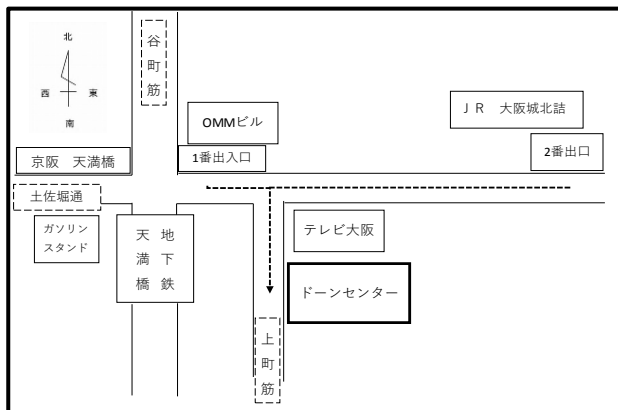 北
西 東
南
谷町筋
OMMビル
1番出入口
ＪＲ 大阪城北詰
2番出口
京阪 天満橋
土佐堀通
ガソリン
スタンド
地下鉄
天満橋
テレビ大阪
ドーンセンター
上町筋